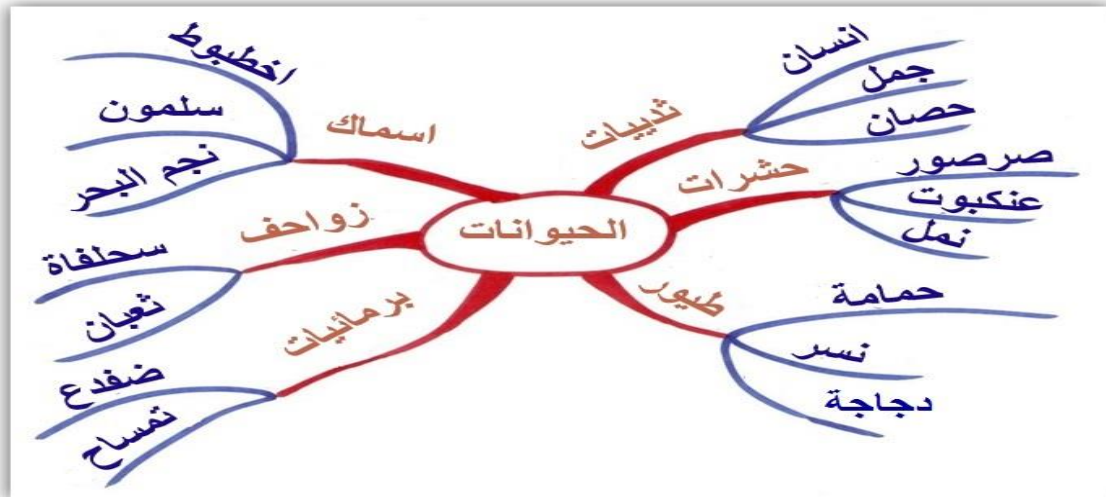 الحيوانات
ثدييات
انسان
جمل
حصان
حشرات
صرصور
عنكبوت
نمل
طيور
حمامة
نسر
دجاجة
اسماك
اخطبوط
سلمون
نجم البحر
زواحف
سحلفاة
ثعبان
برمائيات
ضفدع
تمساح